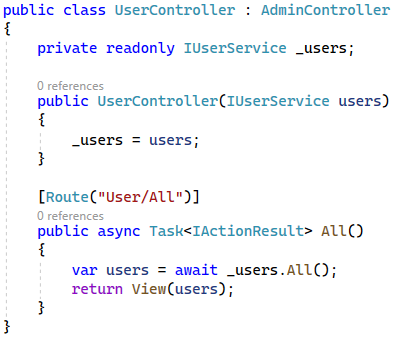 public class UserController : AdminController
{
    private readonly IUserService _users;
    0 references
    public UserController(IUserService users)
    {
        _users = users;
    }
    [Route("User/All")]
    0 references
    public async Task<IActionResult> All()
    {
        var users = await _users.All();
        return View(users);
    }
}